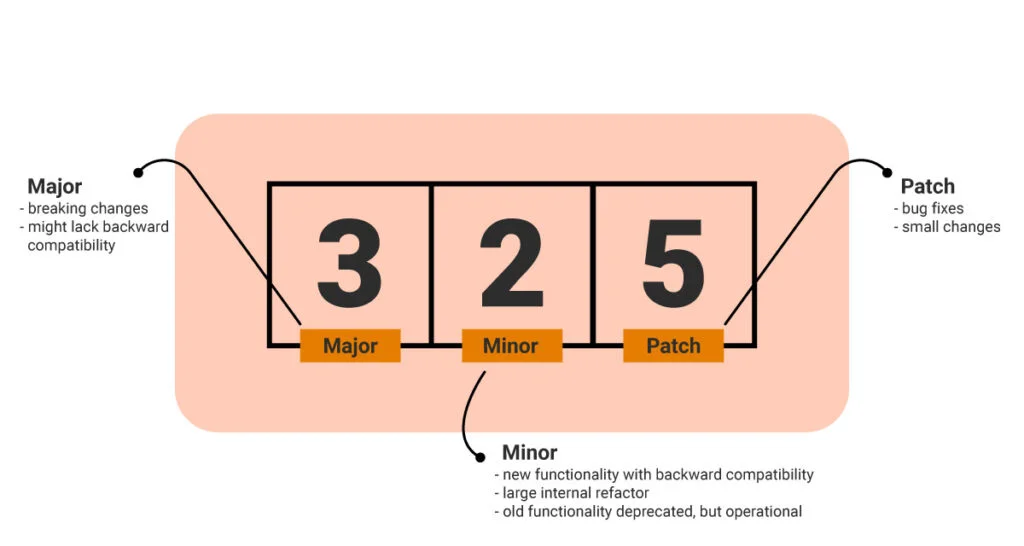 Major
- breaking changes
- might lack backward
compatibility
3
2
5
Major
Minor
Patch
Patch
- bug fixes
- small changes
Minor
- new functionality with backward compatibility
- large internal refactor
- old functionality deprecated, but operational